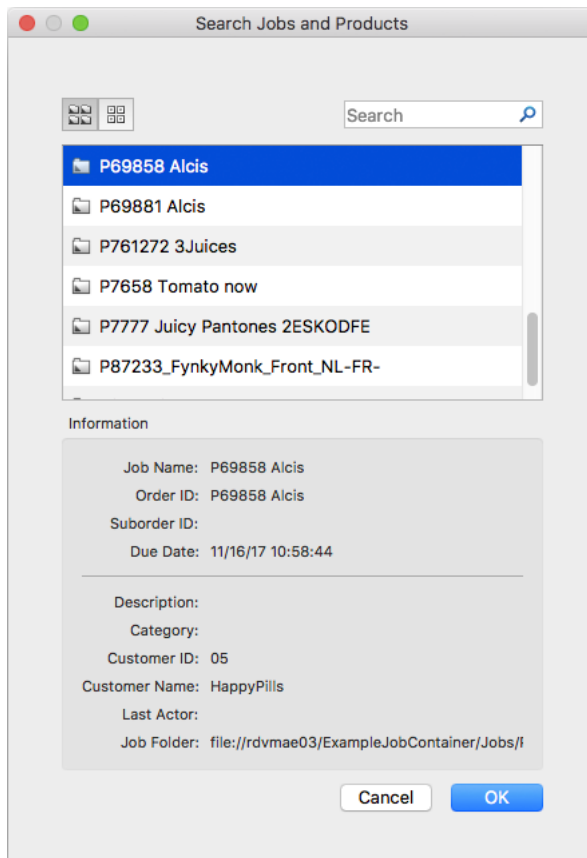 Search Jobs and Products
Search
P69858 Alcis
P69881 Alcis
P761272 3Juices
P7658 Tomato now
P7777 Juicy Pantones 2ESKODFE
P87233_FynkyMonk_Front_NL-FR-
Information
Job Name: P69858 Alcis
Order ID: P69858 Alcis
Suborder ID:
Due Date: 11/16/17 10:58:44
Description:
Category:
Customer ID: 05
Customer Name: HappyPills
Last Actor:
Job Folder: file://rdvmae03/ExampleJobContainer/Jobs/
Cancel OK